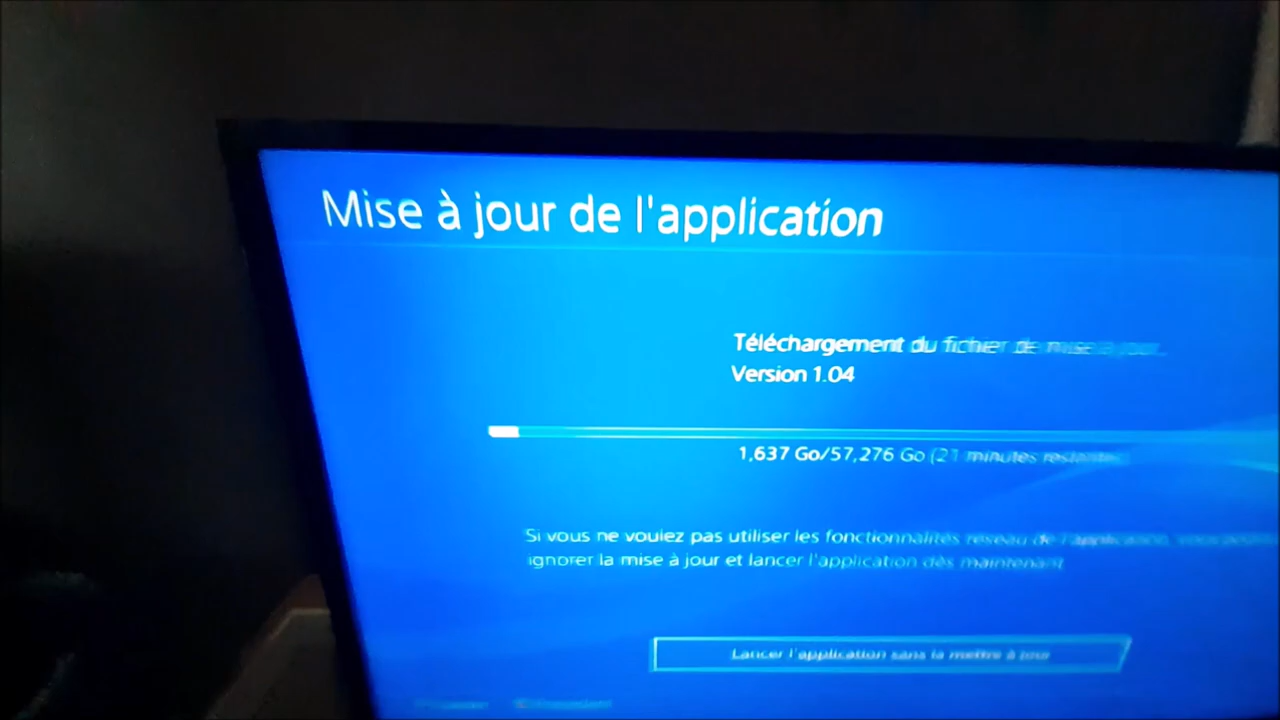 Mise à jour de l'application
Téléchargement du fichier de mise à jour...
Version 1.04
1,637 Go/57,276 Go (21 minutes restantes)
Si vous ne voulez pas utiliser les fonctionnalités réseau de l'application, vous
ignorer la mise à jour et lancer l'application dès maintenant
Lancer l'application sans la mettre à jour